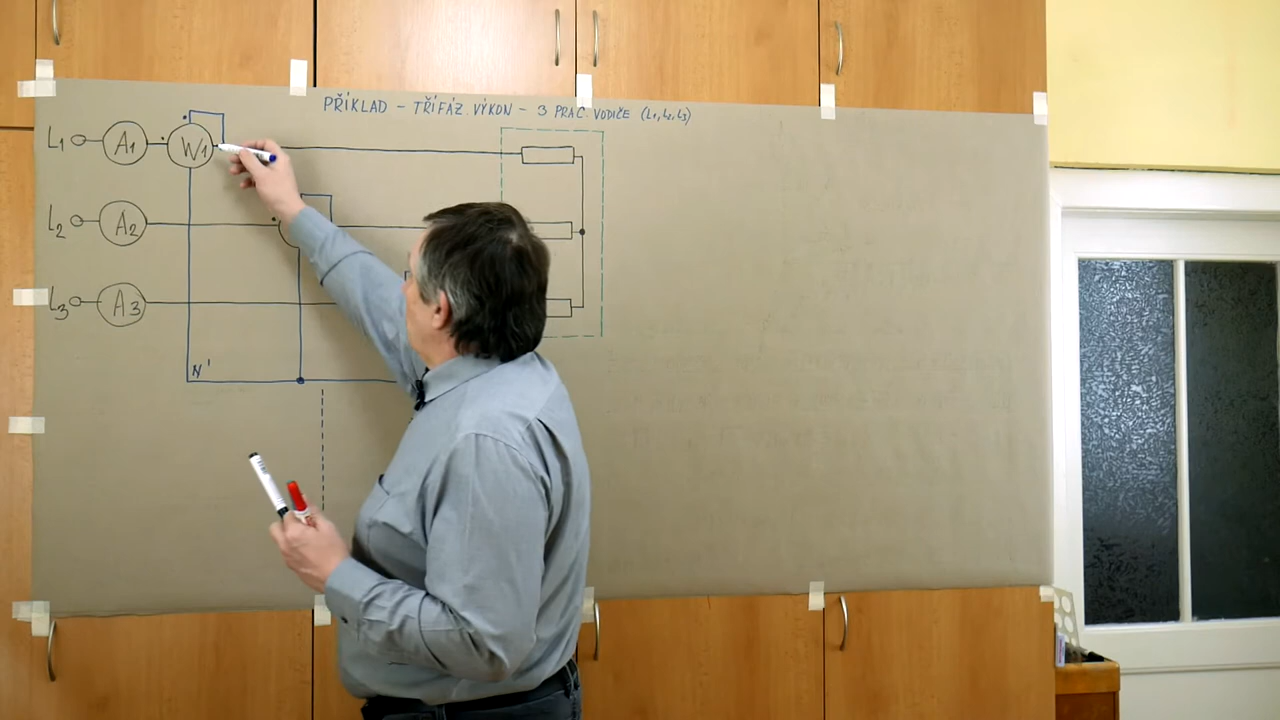 PŘÍKLAD - TŘÍFÁZ. VÝKON - 3 PRAC. VODIČE (L1, L2, L3)
L1 A1 W1
L2 A2
L3 A3
N'